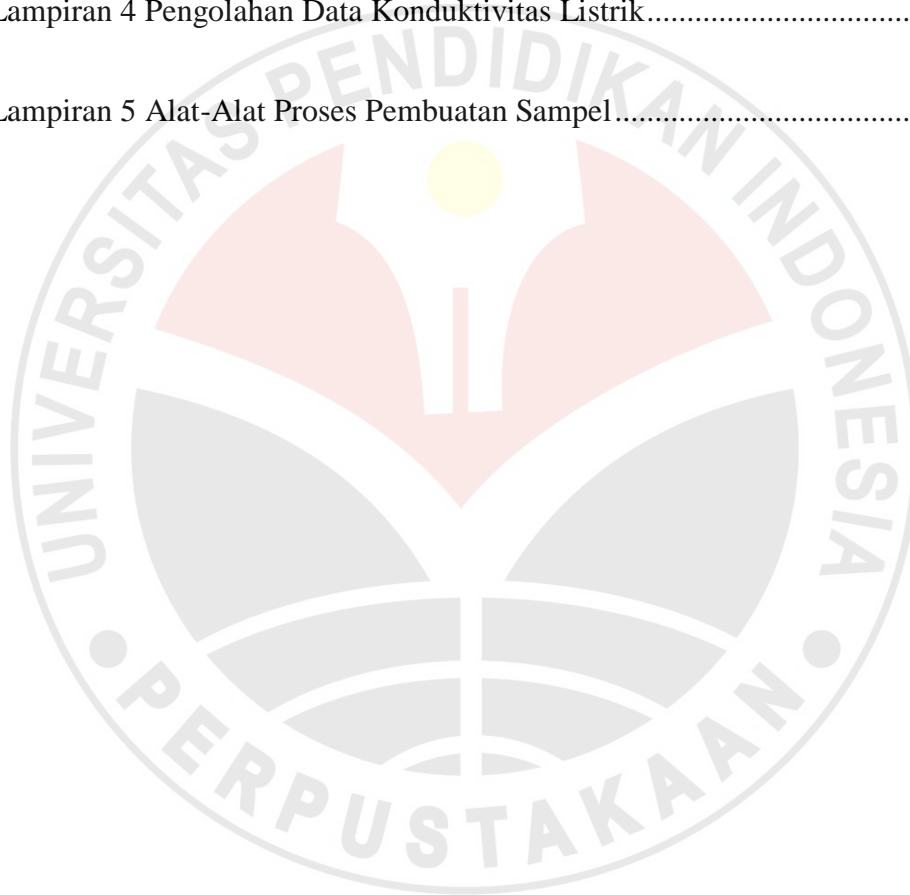 Lampiran 4 Pengolahan Data Konduktivitas Listrik..................................
Lampiran 5 Alat-Alat Proses Pembuatan Sampel..................................
UNIVERSITAS PENDIDIKAN INDONESIA
PERPUSTAKAAN